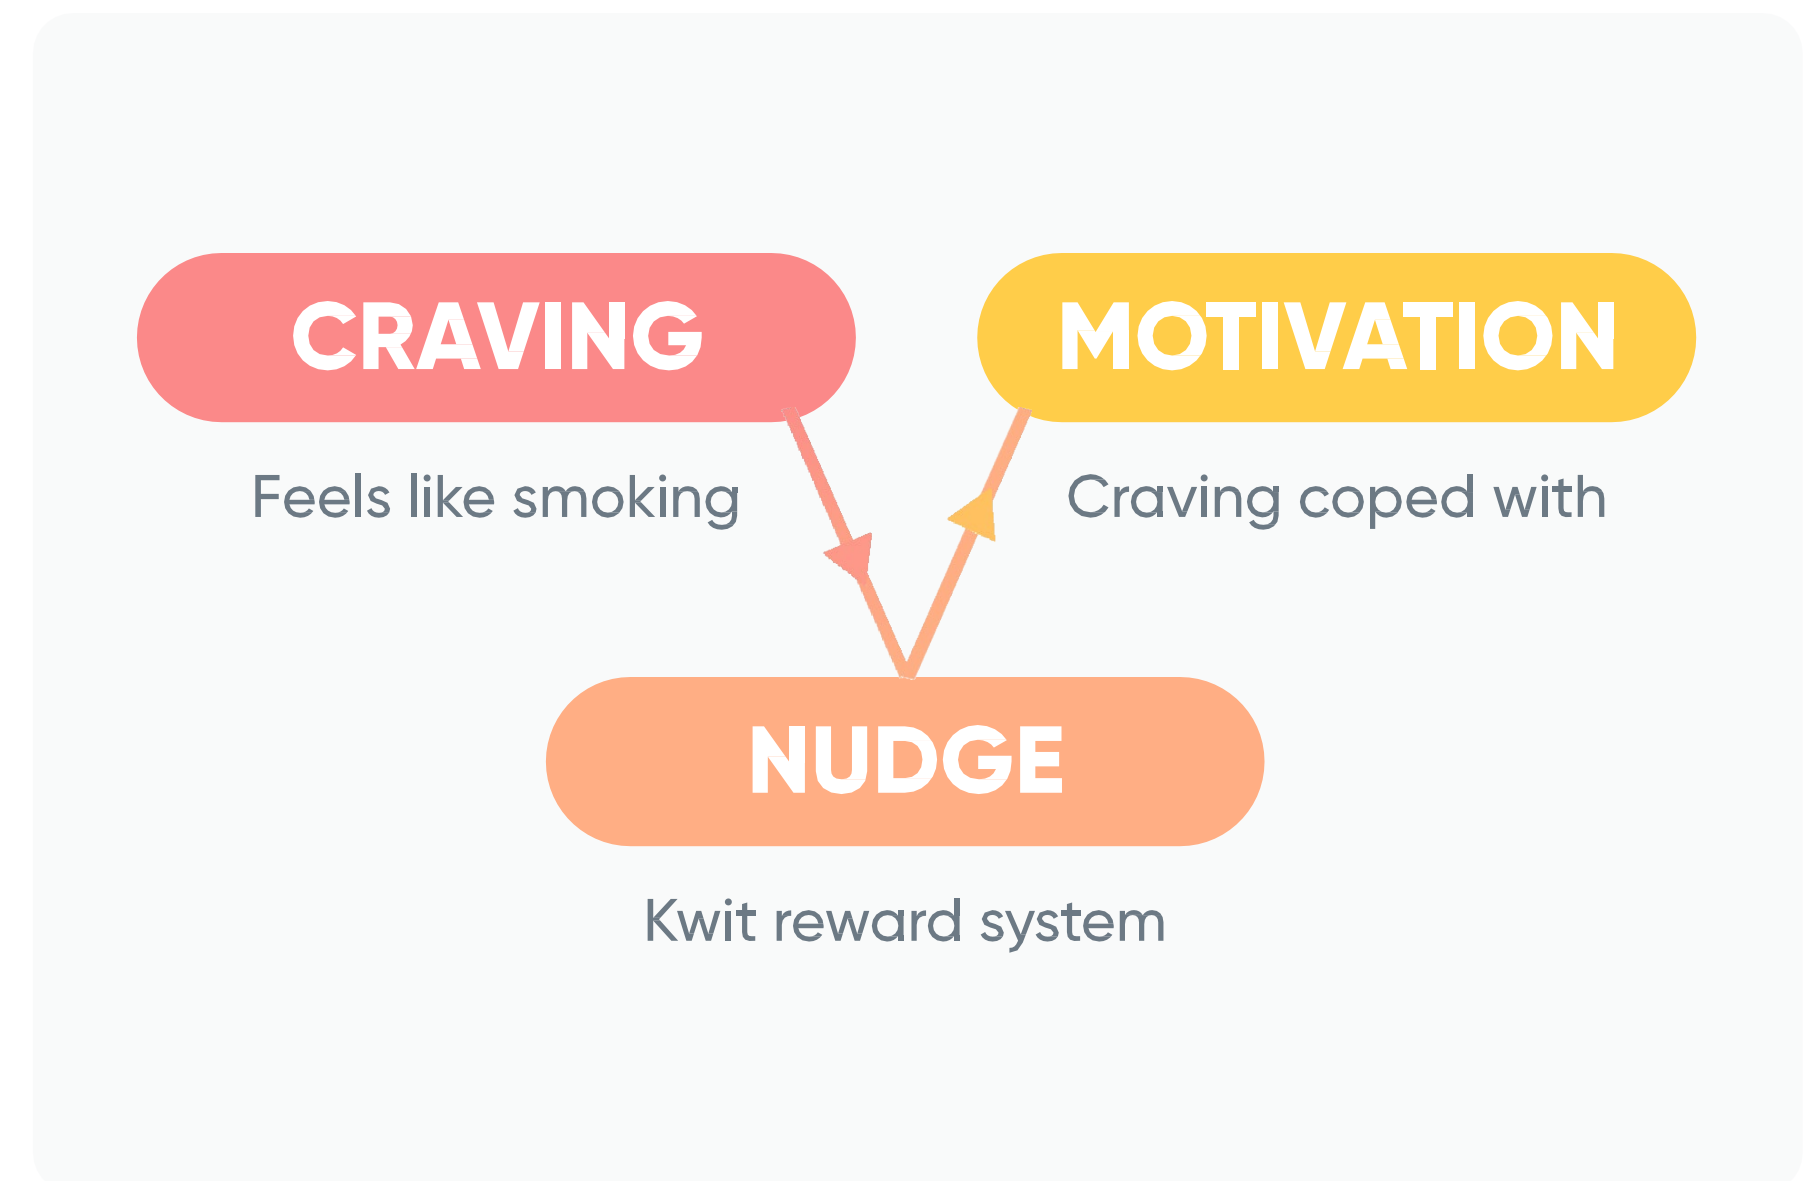 CRAVING
Feels like smoking
MOTIVATION
Craving coped with
NUDGE
Kwit reward system